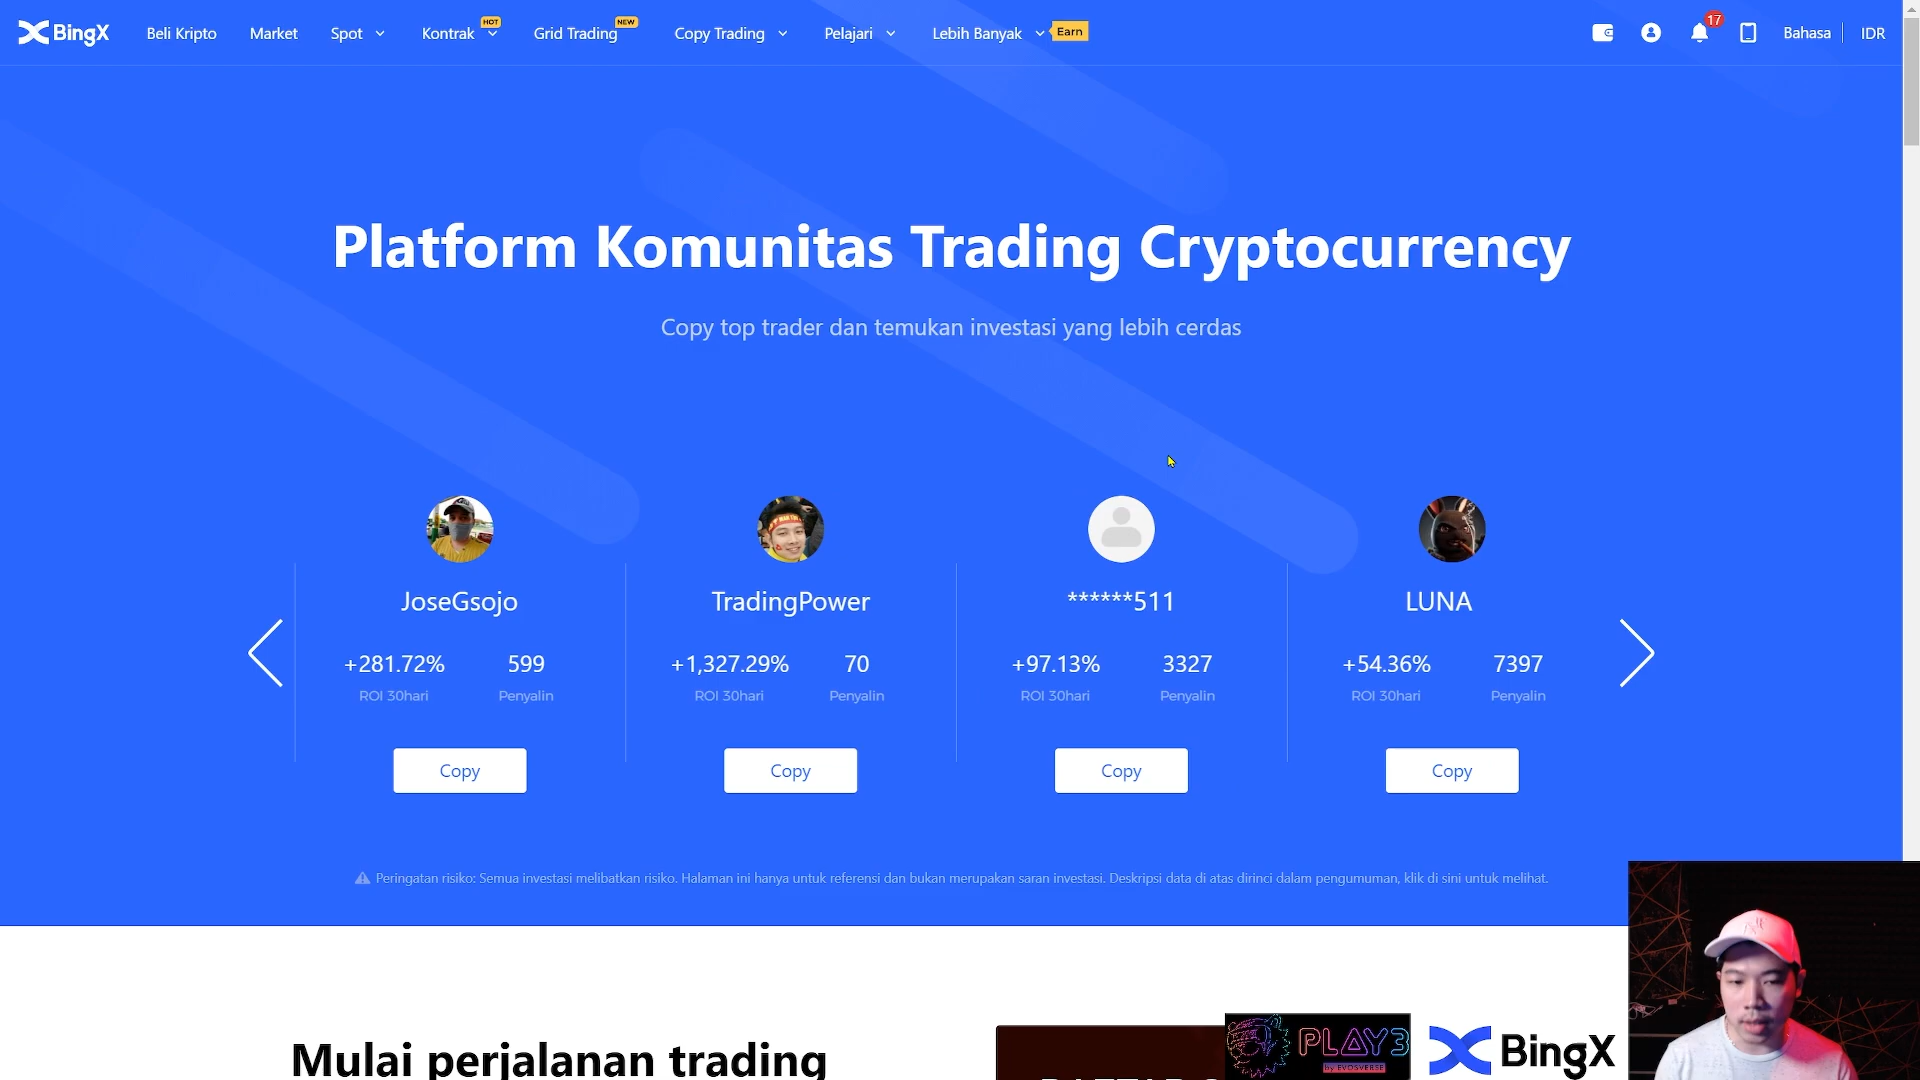 BingX
Beli Kripto
Market
Spot
Kontrak
HOT
Grid Trading
NEW
Copy Trading
Pelajari
Lebih Banyak
Earn
17
Bahasa
IDR
Platform Komunitas Trading Cryptocurrency
Copy top trader dan temukan investasi yang lebih cerdas
JoseGsojo
+281.72% 599
ROI 30hari Penyalin
Copy
TradingPower
+1,327.29% 70
ROI 30hari Penyalin
Copy
******511
+97.13% 3327
ROI 30hari Penyalin
Copy
LUNA
+54.36% 7397
ROI 30hari Penyalin
Copy
Peringatan risiko: Semua investasi melibatkan risiko. Halaman ini hanya untuk referensi dan bukan merupakan saran investasi. Deskripsi data di atas dirinci dalam pengumuman, klik di sini untuk melihat.
Mulai perjalanan trading
PLAY3
by EVOSVERSE
BingX